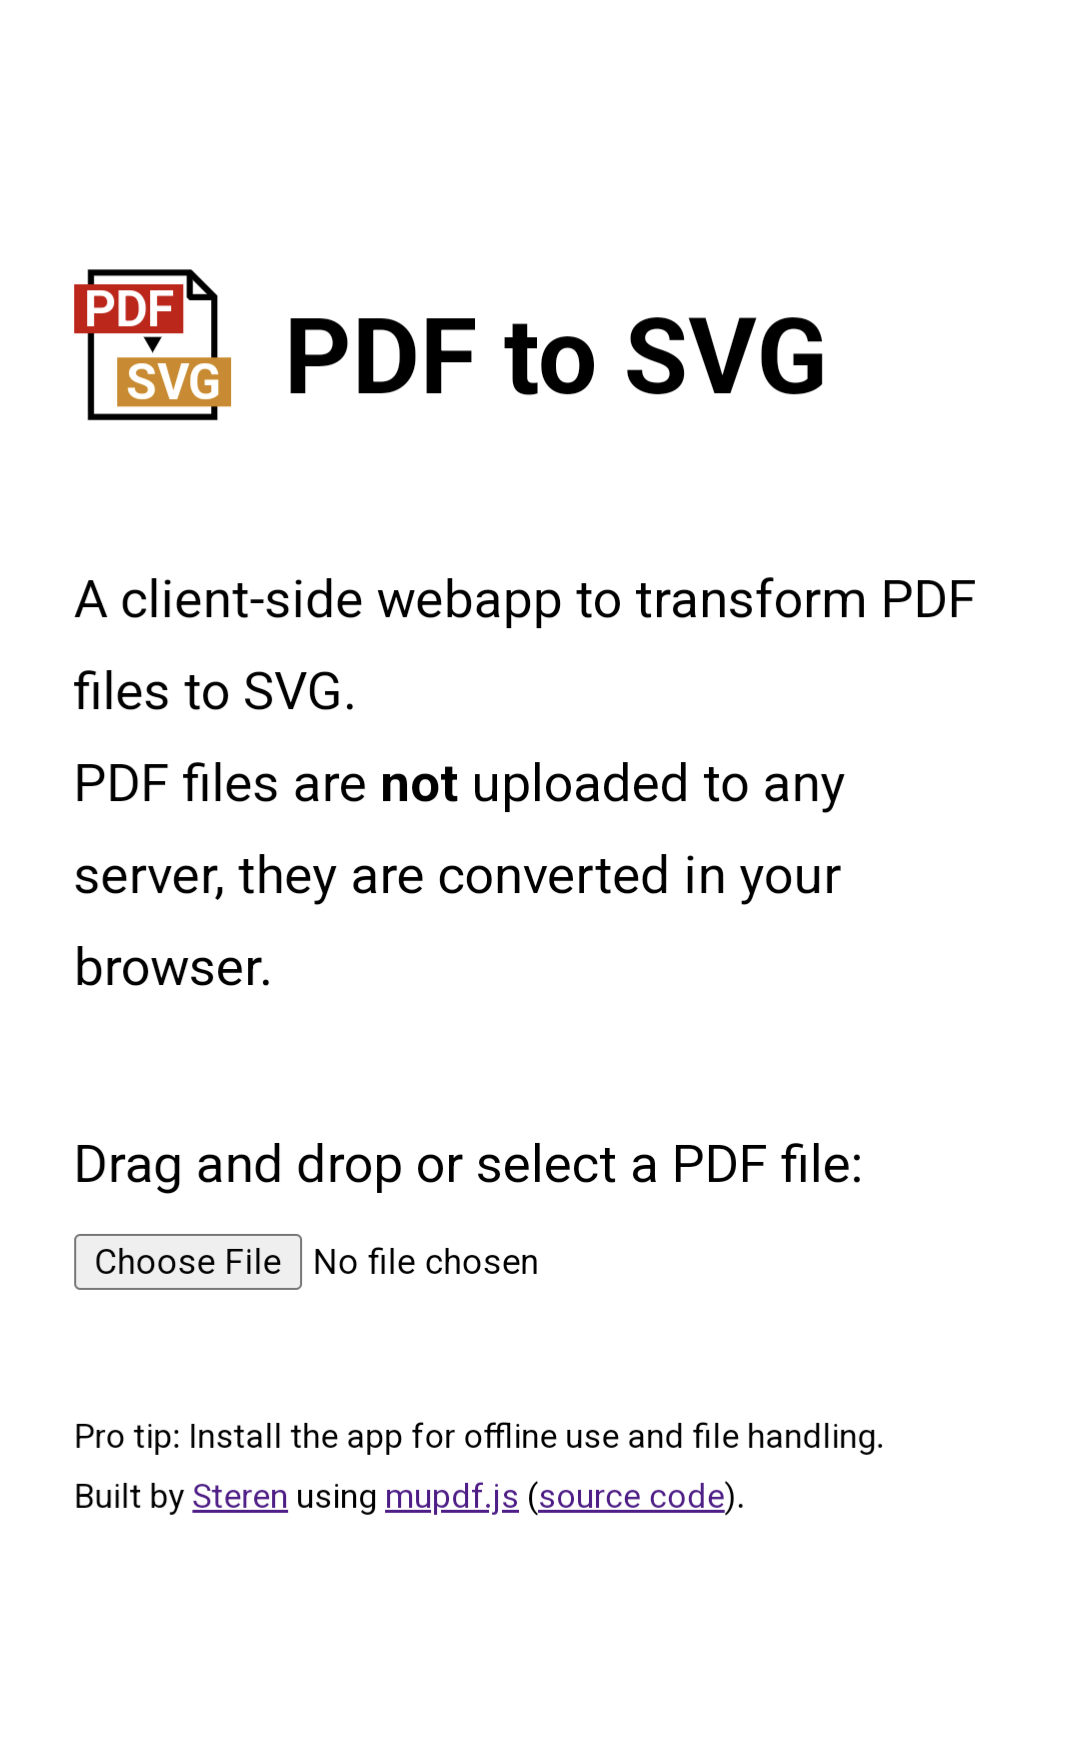 PDF
SVG
PDF to SVG
A client-side webapp to transform PDF
files to SVG.
PDF files are not uploaded to any
server, they are converted in your
browser.
Drag and drop or select a PDF file:
Choose File No file chosen
Pro tip: Install the app for offline use and file handling.
Built by Steren using mupdf.js (source code).